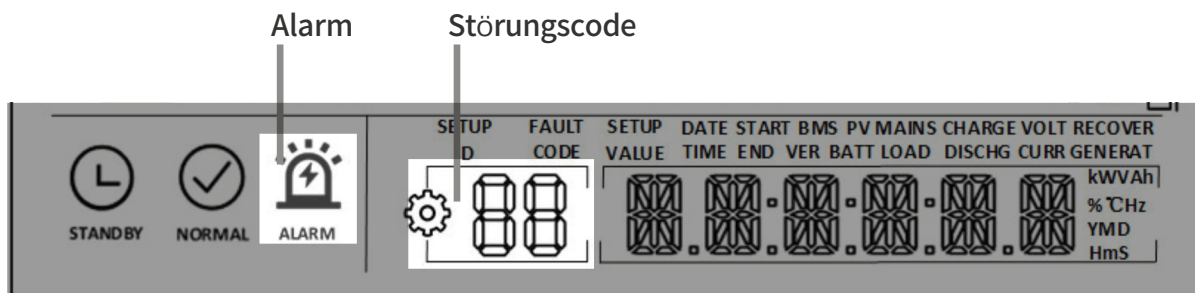 Alarm Störungscode
SETUP FAULT SETUP DATE START BMS PV MAINS CHARGE VOLT RECOVER
D CODE VALUE TIME END VER BATT LOAD DISCHG CURR GENERAT
88
kWVAh
%℃Hz
YMD
HmS
STANDBY NORMAL ALARM